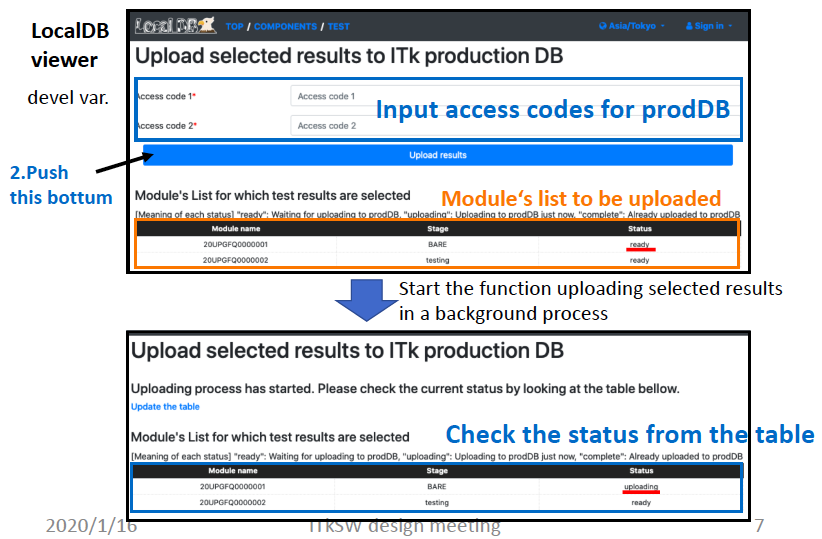 LocalDB
viewer
devel var.
Local DB TOP / COMPONENTS / TEST Asia/Tokyo Sign in
Upload selected results to ITk production DB
Access code 1* Access code 1
Input access codes for prodDB
Access code 2* Access code 2
Upload results
2.Push
this bottum
Module's List for which test results are selected
Module's list to be uploaded
[Meaning of each status] "ready": Waiting for uploading to prodDB, "uploading": Uploading to prodDB just now, "complete": Already uploaded to prodDB
Module name Stage Status
20UPGFQ0000001 BARE ready
20UPGFQ0000002 testing ready
Start the function uploading selected results
in a background process
Upload selected results to ITk production DB
Uploading process has started. Please check the current status by looking at the table bellow.
Update the table
Module's List for which test results are selected
Check the status from the table
[Meaning of each status] "ready": Waiting for uploading to prodDB, "uploading": Uploading to prodDB just now, "complete": Already uploaded to prodDB
Module name Stage Status
20UPGFQ0000001 BARE uploading
20UPGFQ0000002 testing ready
2020/1/16 ITkSW design meeting 7